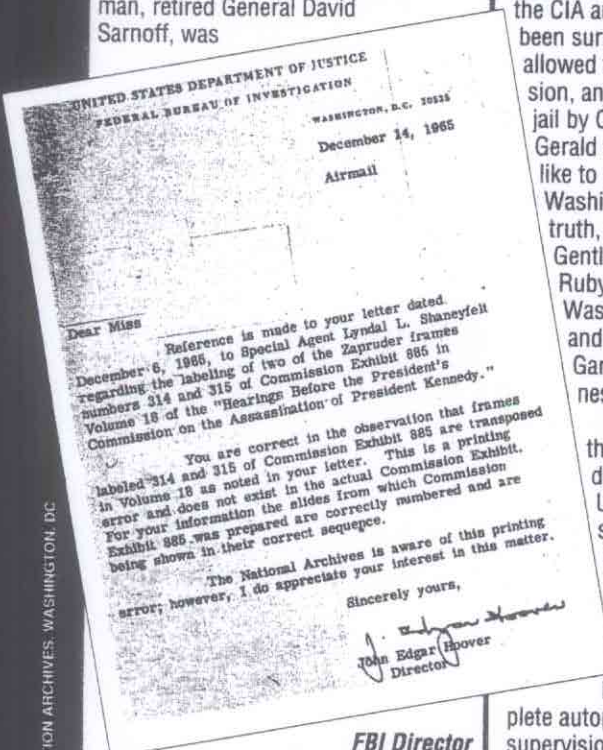 man, retired General David
Sarnoff, was
UNITED STATES DEPARTMENT OF JUSTICE
FEDERAL BUREAU OF INVESTIGATION
WASHINGTON, D.C. 20535
December 14, 1965
Airmail
Dear Miss
Reference is made to your letter dated
December 6, 1965, to Special Agent Lyndal L. Shaneyfelt
regarding the labeling of two of the Zapruder frames
numbers 314 and 315 of Commission Exhibit 885 in
Volume 18 of the "Hearings Before the President's
Commission on the Assassination of President Kennedy."
You are correct in the observation that frames
labeled 314 and 315 of Commission Exhibit 885 are transposed
in Volume 18 as noted in your letter. This is a printing
error and does not exist in the actual Commission Exhibit.
For your information the slides from which Commission
Exhibit 885 was prepared are correctly numbered and are
being shown in their correct sequence.
The National Archives is aware of this printing
error; however, I do appreciate your interest in this matter.
Sincerely yours,
John Edgar Hoover
Director
FBI Director
ION ARCHIVES. WASHINGTON. DC
the CIA
been
allowed
sion,
jail by
Gerald
like to
truth,
Ruby
and
plete
supervision